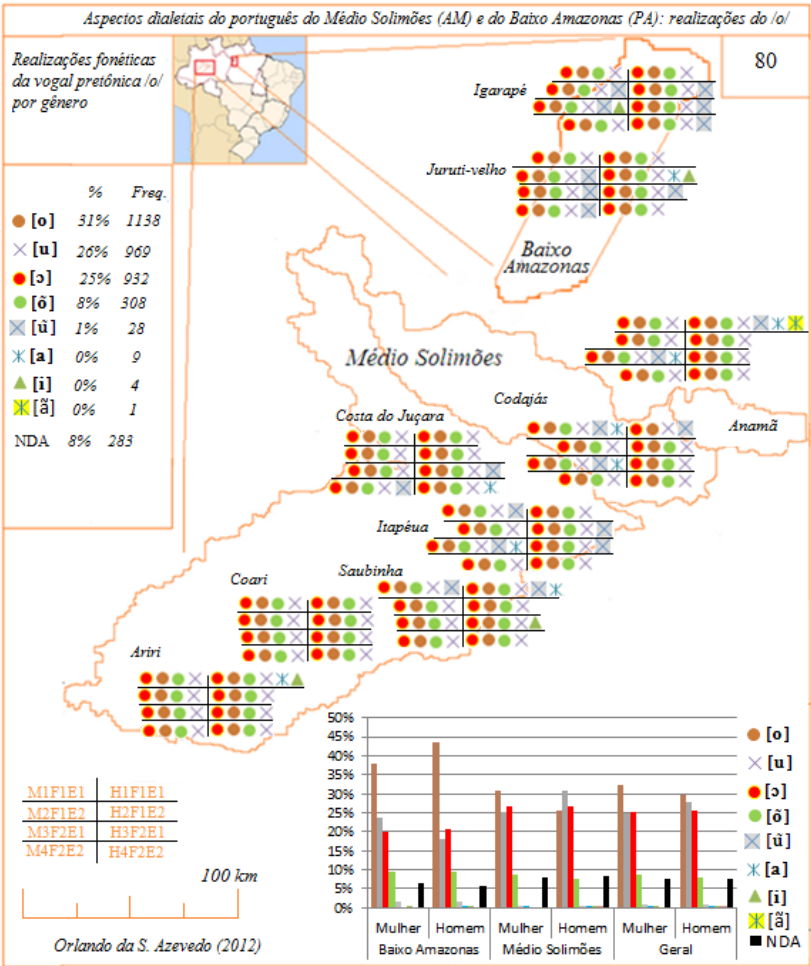 Aspectos dialetais do português do Médio Solimões (AM) e do Baixo Amazonas (PA): realizações do /o/
Realizações fonéticas
da vogal pretônica /o/
por gênero
80
Igarapé
Juruti-velho
Baixo
Amazonas
% Freq.
[o] 31% 1138
[u] 26% 969
[ɔ] 25% 932
[õ] 8% 308
[ũ] 1% 28
[a] 0% 9
[i] 0% 4
[ã] 0% 1
NDA 8% 283
Médio Solimões
Codajás
Anamã
Costa do Juçara
Itapéua
Saubinha
Coari
Ariri
M1F1E1 H1F1E1
M2F1E2 H2F1E2
M3F2E1 H3F2E1
M4F2E2 H4F2E2
100 km
Orlando da S. Azevedo (2012)
50%
45%
40%
35%
30%
25%
20%
15%
10%
5%
0%
Mulher Homem Mulher Homem Mulher Homem
Baixo Amazonas Médio Solimões Geral
[o]
[u]
[ɔ]
[õ]
[ũ]
[a]
[i]
[ã]
NDA